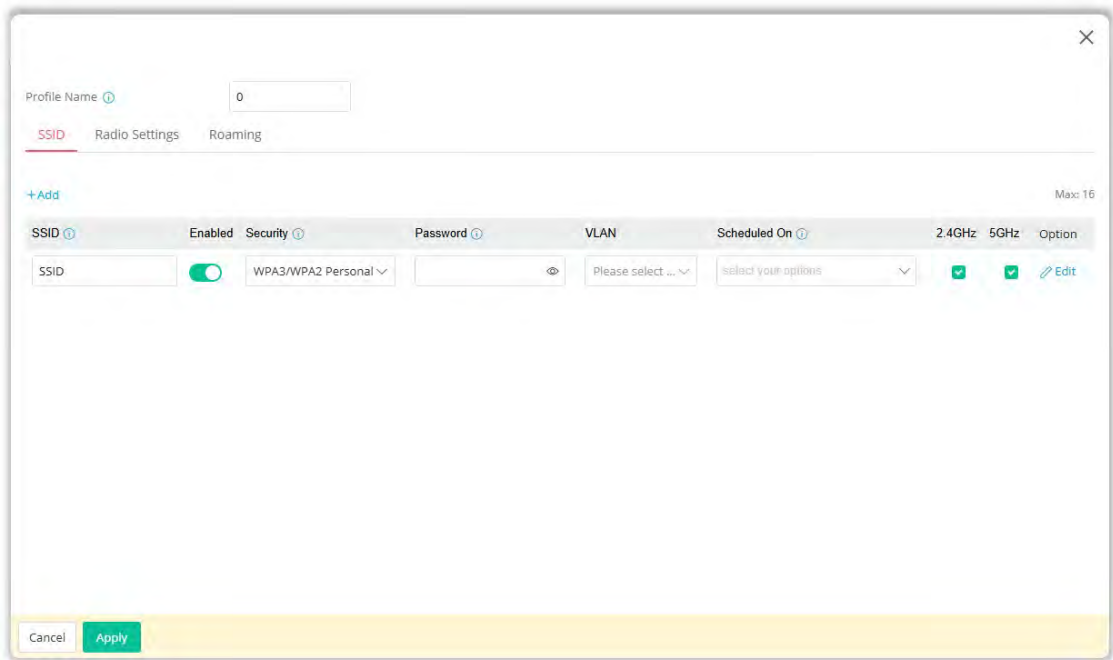 Profile Name
0
SSID Radio Settings Roaming
+Add Max: 16
SSID Enabled Security Password VLAN Scheduled On 2.4GHz 5GHz Option
SSID WPA3/WPA2 Personal Please select ... select your options Edit
Cancel Apply